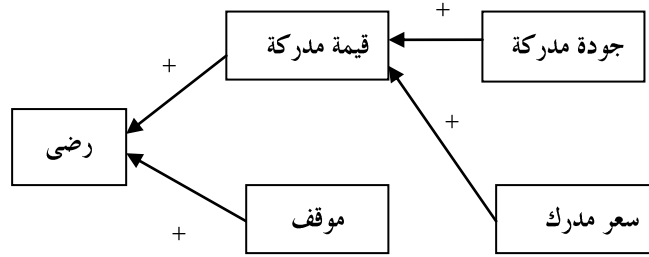 +
جودة مدركة
قيمة مدركة
+
+
رضى
سعر مدرك
موقف
+